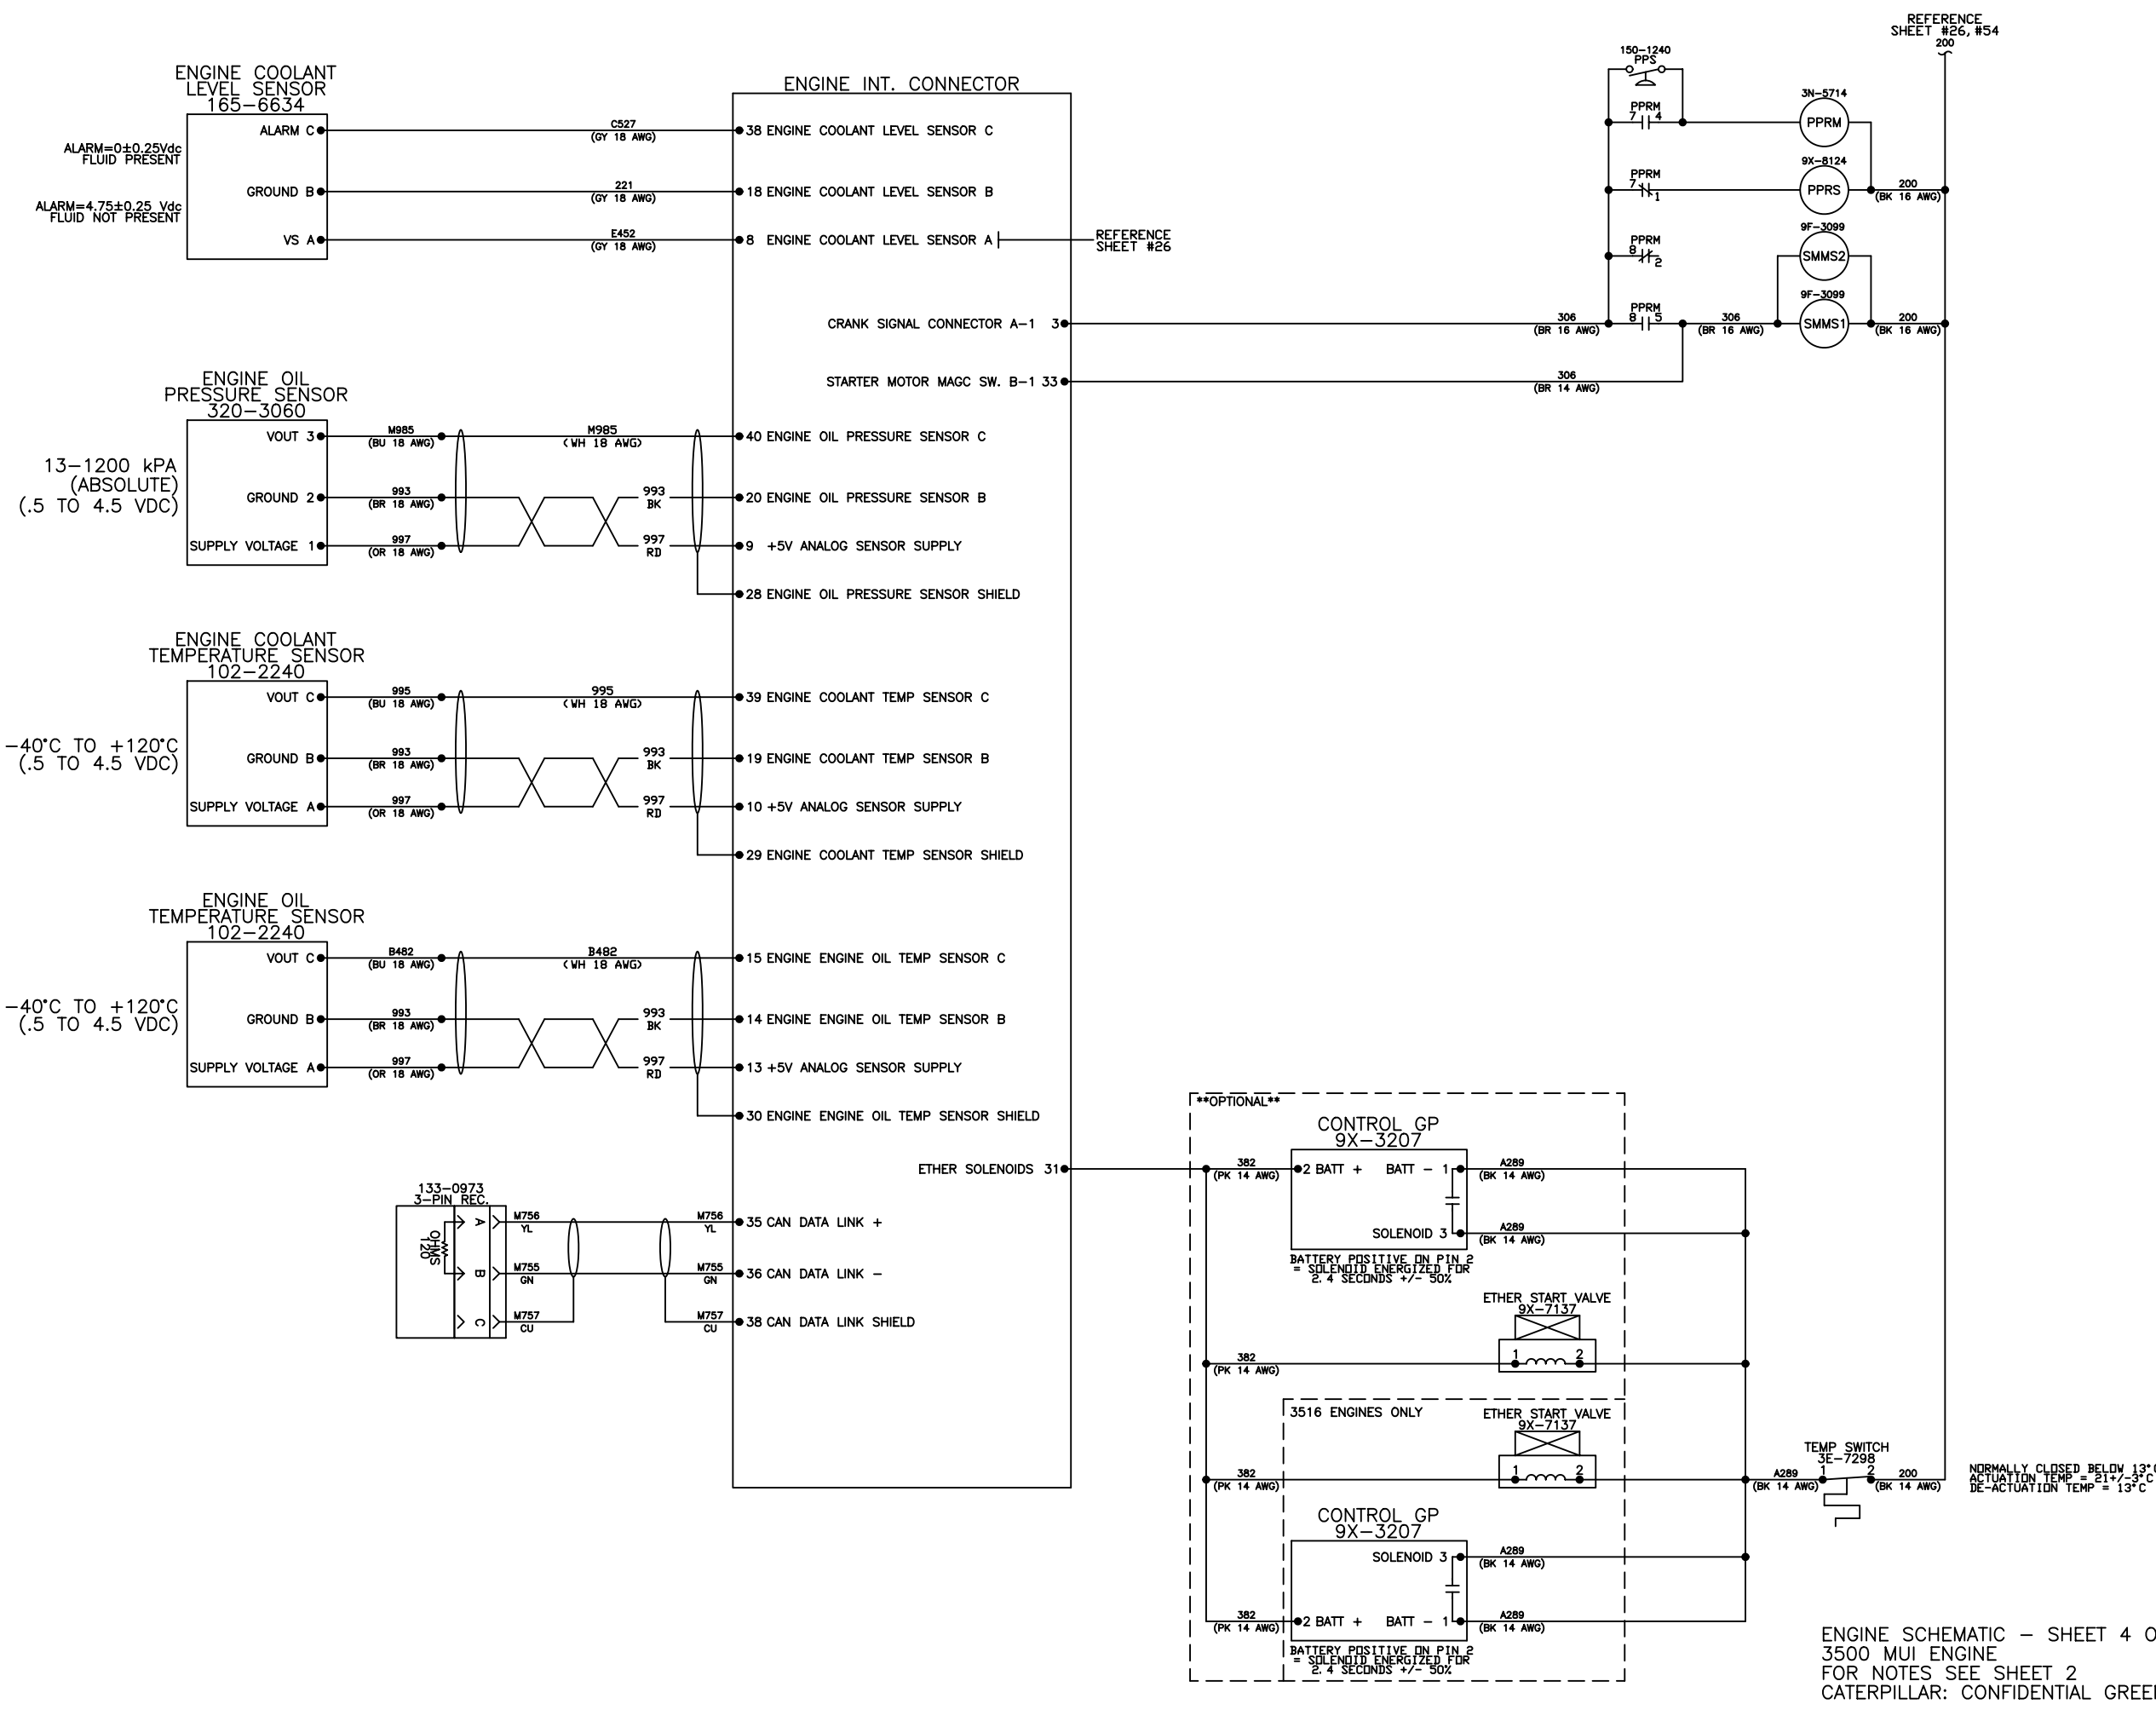 REFERENCE
SHEET #26, #54
200
ENGINE COOLANT
LEVEL SENSOR
165-6634
ALARM=0±0.25Vdc
FLUID PRESENT
ALARM=4.75±0.25 Vdc
FLUID NOT PRESENT
ALARM C
GROUND B
VS A
C527
(GY 18 AWG)
221
(GY 18 AWG)
E452
(GY 18 AWG)
ENGINE INT. CONNECTOR
38 ENGINE COOLANT LEVEL SENSOR C
18 ENGINE COOLANT LEVEL SENSOR B
8 ENGINE COOLANT LEVEL SENSOR A
REFERENCE
SHEET #26
CRANK SIGNAL CONNECTOR A-1 3
STARTER MOTOR MAGC SW. B-1 33
306
(BR 16 AWG)
306
(BR 14 AWG)
150-1240
PPS
PPRM
7 4
PPRM
7 1
PPRM
8 2
PPRM
8 5
306
(BR 16 AWG)
3N-5714
PPRM
9X-8124
PPRS
9F-3099
SMMS2
9F-3099
SMMS1
200
(BK 16 AWG)
200
(BK 16 AWG)
ENGINE OIL
PRESSURE SENSOR
320-3060
13-1200 kPA
(ABSOLUTE)
(.5 TO 4.5 VDC)
VOUT 3
GROUND 2
SUPPLY VOLTAGE 1
M985
(BU 18 AWG)
993
(BR 18 AWG)
997
(OR 18 AWG)
M985
(WH 18 AWG)
993
BK
997
RD
40 ENGINE OIL PRESSURE SENSOR C
20 ENGINE OIL PRESSURE SENSOR B
9 +5V ANALOG SENSOR SUPPLY
28 ENGINE OIL PRESSURE SENSOR SHIELD
ENGINE COOLANT
TEMPERATURE SENSOR
102-2240
-40°C TO +120°C
(.5 TO 4.5 VDC)
VOUT C
GROUND B
SUPPLY VOLTAGE A
995
(BU 18 AWG)
993
(BR 18 AWG)
997
(OR 18 AWG)
995
(WH 18 AWG)
993
BK
997
RD
39 ENGINE COOLANT TEMP SENSOR C
19 ENGINE COOLANT TEMP SENSOR B
10 +5V ANALOG SENSOR SUPPLY
29 ENGINE COOLANT TEMP SENSOR SHIELD
ENGINE OIL
TEMPERATURE SENSOR
102-2240
-40°C TO +120°C
(.5 TO 4.5 VDC)
VOUT C
GROUND B
SUPPLY VOLTAGE A
B482
(BU 18 AWG)
993
(BR 18 AWG)
997
(OR 18 AWG)
B482
(WH 18 AWG)
993
BK
997
RD
15 ENGINE ENGINE OIL TEMP SENSOR C
14 ENGINE ENGINE OIL TEMP SENSOR B
13 +5V ANALOG SENSOR SUPPLY
30 ENGINE ENGINE OIL TEMP SENSOR SHIELD
ETHER SOLENOIDS 31
133-0973
3-PIN REC.
OHMS
120
A
B
C
M756
YL
M755
GN
M757
CU
M756
YL
M755
GN
M757
CU
35 CAN DATA LINK +
36 CAN DATA LINK -
38 CAN DATA LINK SHIELD
**OPTIONAL**
CONTROL GP
9X-3207
382
(PK 14 AWG)
2 BATT + BATT - 1
SOLENOID 3
A289
(BK 14 AWG)
A289
(BK 14 AWG)
BATTERY POSITIVE ON PIN 2
= SOLENOID ENERGIZED FOR
2.4 SECONDS +/- 50%
ETHER START VALVE
9X-7137
1 2
382
(PK 14 AWG)
3516 ENGINES ONLY
ETHER START VALVE
9X-7137
1 2
382
(PK 14 AWG)
CONTROL GP
9X-3207
SOLENOID 3
2 BATT + BATT - 1
382
(PK 14 AWG)
A289
(BK 14 AWG)
A289
(BK 14 AWG)
BATTERY POSITIVE ON PIN 2
= SOLENOID ENERGIZED FOR
2.4 SECONDS +/- 50%
A289
(BK 14 AWG)
TEMP SWITCH
3E-7298
1 2
200
(BK 14 AWG)
NORMALLY CLOSED BELOW 13°
ACTUATION TEMP = 21+/-3°C
DE-ACTUATION TEMP = 13°C
ENGINE SCHEMATIC - SHEET 4
3500 MUI ENGINE
FOR NOTES SEE SHEET 2
CATERPILLAR: CONFIDENTIAL GREE